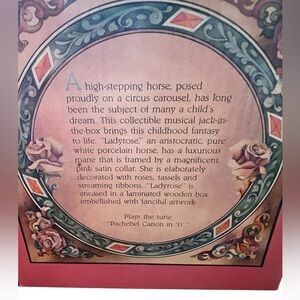 A high-stepping horse, posed
proudly on a circus carousel, has long
been the subject of many a child's
dream. This collectible musical jack-in-
the-box brings this childhood fantasy
to life. "Ladyrose," an aristocratic, pure
white porcelain horse, has a luxurious
mane that is framed by a magnificent,
pink satin collar. She is elaborately
decorated with roses, tassels and
streaming ribbons. "Ladyrose" is
encased in a laminated wooden box
embellished with fanciful artwork.
Plays the tune
"Pachebel Canon in 'D'"